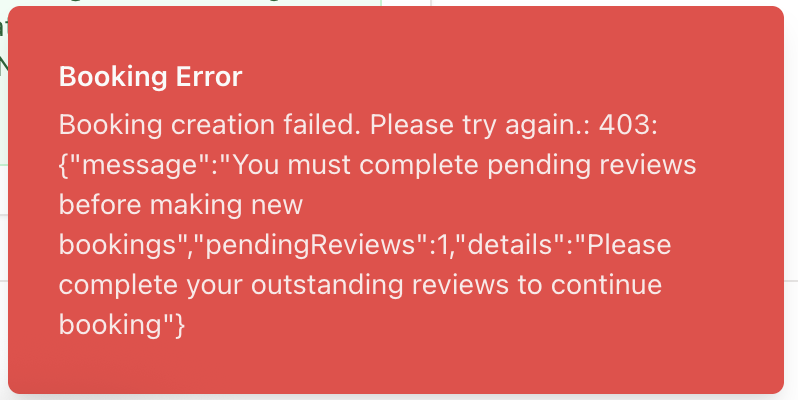 Booking Error
Booking creation failed. Please try again.: 403:
{"message":"You must complete pending reviews
before making new
bookings","pendingReviews":1,"details":"Please
complete your outstanding reviews to continue
booking"}